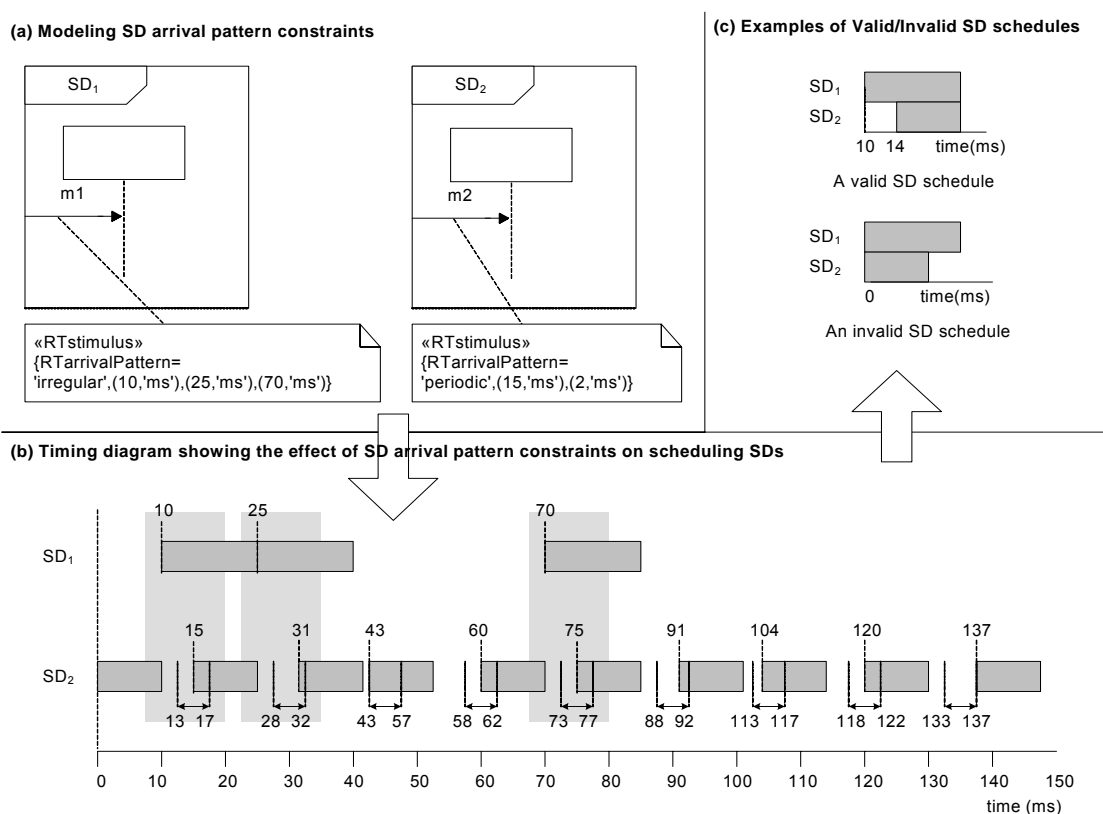 (a) Modeling SD arrival pattern constraints
SD₁
m1
«RTstimulus»
{RTarrivalPattern=
'irregular',(10,'ms'),(25,'ms'),(70,'ms')}
SD₂
m2
«RTstimulus»
{RTarrivalPattern=
'periodic',(15,'ms'),(2,'ms')}
(c) Examples of Valid/Invalid SD schedules
SD₁
SD₂
10 14 time(ms)
A valid SD schedule
SD₁
SD₂
0 time(ms)
An invalid SD schedule
(b) Timing diagram showing the effect of SD arrival pattern constraints on scheduling SDs
10 25 70
SD₁
15 31 43 60 75 91 104 120 137
SD₂
13 17 28 32 43 57 58 62 73 77 88 92 113 117 118 122 133 137
0 10 20 30 40 50 60 70 80 90 100 110 120 130 140 150
time (ms)